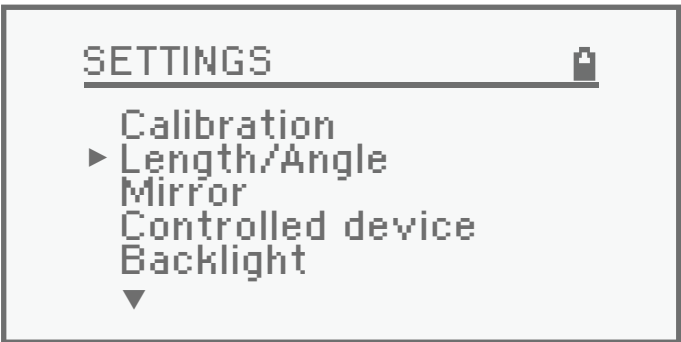 SETTINGS
Calibration
Length/Angle
Mirror
Controlled device
Backlight